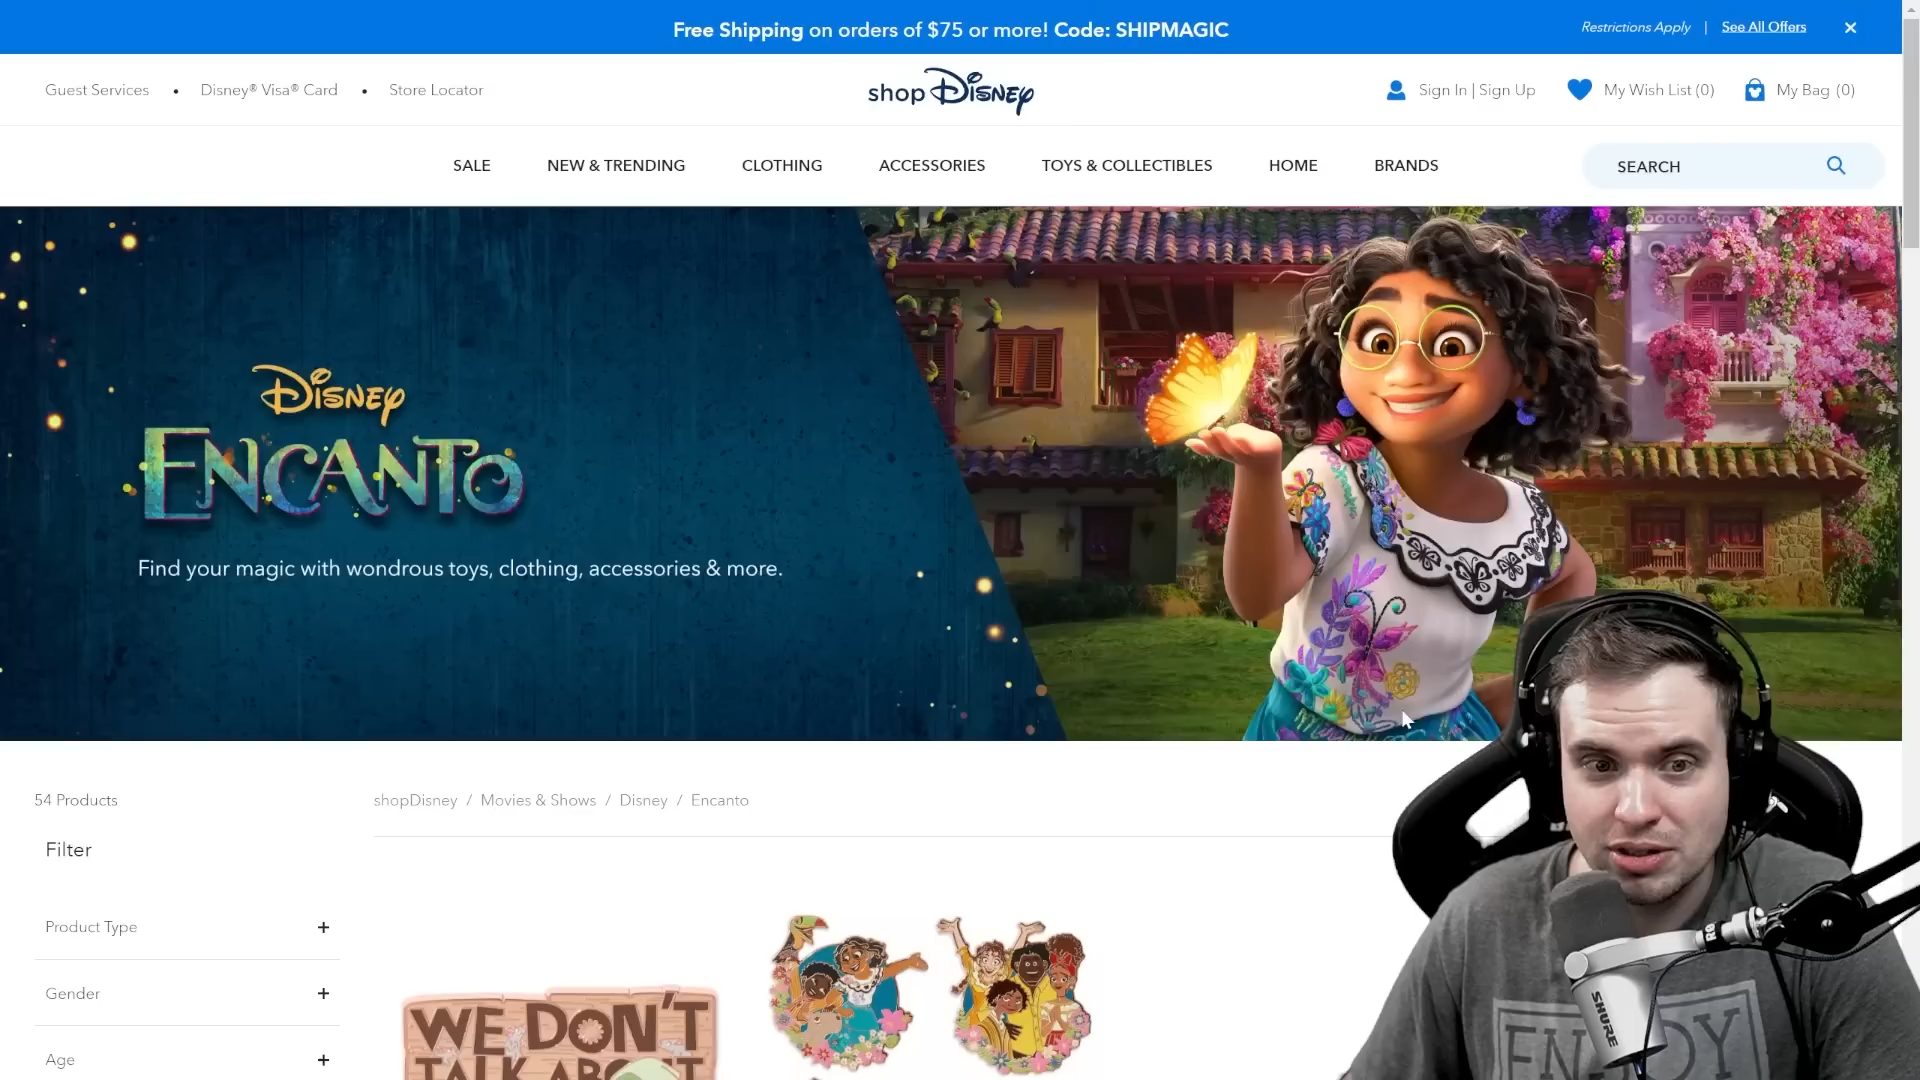 Free Shipping on orders of $75 or more! Code: SHIPMAGIC
Restrictions Apply | See All Offers
Guest Services • Disney® Visa® Card • Store Locator
shop Disney
Sign In | Sign Up
My Wish List (0)
My Bag (0)
SALE
NEW & TRENDING
CLOTHING
ACCESSORIES
TOYS & COLLECTIBLES
HOME
BRANDS
SEARCH
Disney
ENCANTO
Find your magic with wondrous toys, clothing, accessories & more.
54 Products
shopDisney / Movies & Shows / Disney / Encanto
Filter
Product Type +
Gender +
Age +
WE DON'T
TALK ABOUT
SHURE
ENJOY